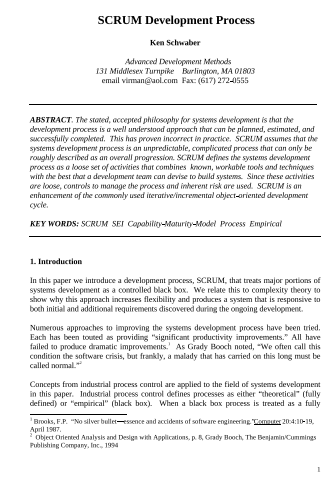 SCRUM Development Process
Ken Schwaber
Advanced Development Methods
131 Middlesex Turnpike Burlington, MA 01803
email virman@aol.com Fax: (617) 272-0555
ABSTRACT. The stated, accepted philosophy for systems development is that the
development process is a well understood approach that can be planned, estimated, and
successfully completed. This has proven incorrect in practice. SCRUM assumes that the
systems development process is an unpredictable, complicated process that can only be
roughly described as an overall progression. SCRUM defines the systems development
process as a loose set of activities that combines known, workable tools and techniques
with the best that a development team can devise to build systems. Since these activities
are loose, controls to manage the process and inherent risk are used. SCRUM is an
enhancement of the commonly used iterative/incremental object-oriented development
cycle.
KEY WORDS: SCRUM SEI Capability-Maturity-Model Process Empirical
1. Introduction
In this paper we introduce a development process, SCRUM, that treats major portions of
systems development as a controlled black box. We relate this to complexity theory to
show why this approach increases flexibility and produces a system that is responsive to
both initial and additional requirements discovered during the ongoing development.
Numerous approaches to improving the systems development process have been tried.
Each has been touted as providing “significant productivity improvements.” All have
failed to produce dramatic improvements.1 As Grady Booch noted, “We often call this
condition the software crisis, but frankly, a malady that has carried on this long must be
called normal.”2
Concepts from industrial process control are applied to the field of systems development
in this paper. Industrial process control defines processes as either “theoretical” (fully
defined) or “empirical” (black box). When a black box process is treated as a fully
1 Brooks, F.P. “No silver bullet—essence and accidents of software engineering.” Computer 20:4:10-19,
April 1987.
2 Object Oriented Analysis and Design with Applications, p. 8, Grady Booch, The Benjamin/Cummings
Publishing Company, Inc., 1994
1